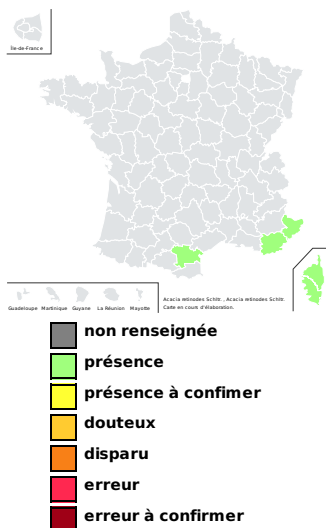 Île-de-France
Guadeloupe Martinique Guyane La Réunion Mayotte
Acacia retinodes Schltr. , Acacia retinodes Schltr.
Carte en cours d'élaboration.
non renseignée
présence
présence à confimer
douteux
disparu
erreur
erreur à confirmer